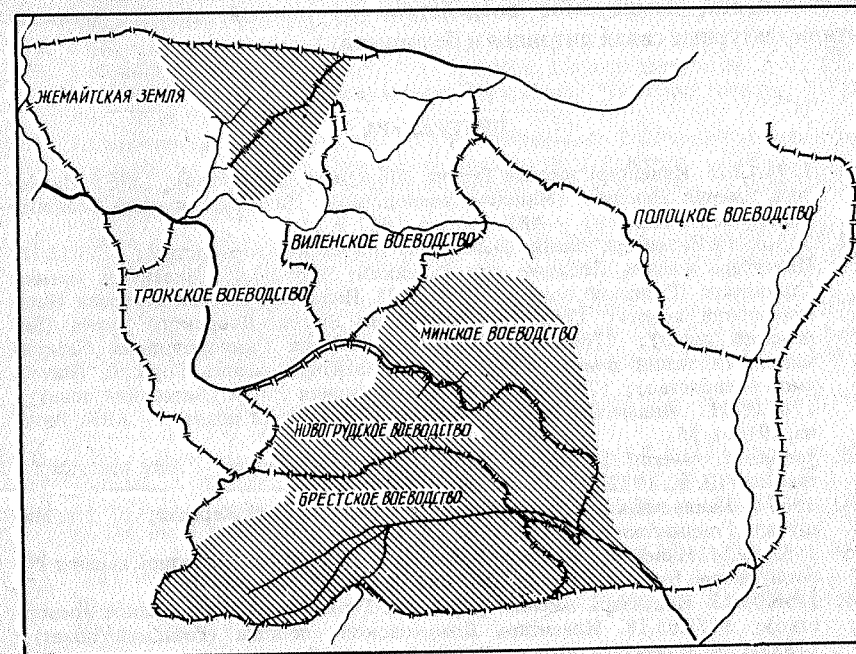 ЖЕМАЙТСКАЯ ЗЕМЛЯ
ПОЛОЦКОЕ ВОЕВОДСТВО
ВИЛЕНСКОЕ ВОЕВОДСТВО
ТРОКСКОЕ ВОЕВОДСТВО
МИНСКОЕ ВОЕВОДСТВО
НОВОГРУДСКОЕ ВОЕВОДСТВО
БРЕСТСКОЕ ВОЕВОДСТВО